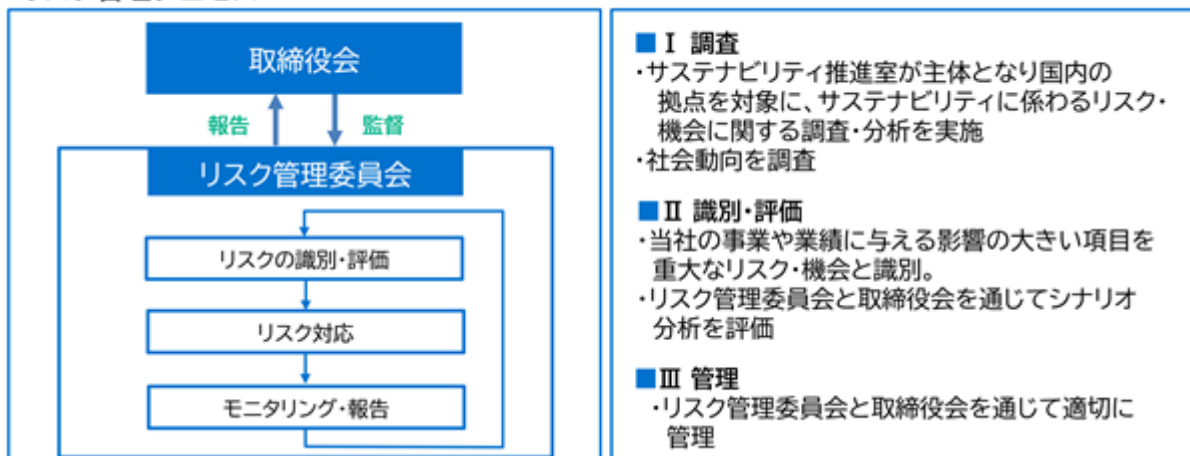 取締役会
報告
監督
リスク管理委員会
リスクの識別・評価
リスク対応
モニタリング・報告
■Ⅰ 調査
・サステナビリティ推進室が主体となり国内の
拠点を対象に、サステナビリティに係わるリスク・
機会に関する調査・分析を実施
・社会動向を調査
■Ⅱ 識別・評価
・当社の事業や業績に与える影響の大きい項目を
重大なリスク・機会と識別。
・リスク管理委員会と取締役会を通じてシナリオ
分析を評価
■Ⅲ 管理
・リスク管理委員会と取締役会を通じて適切に
管理